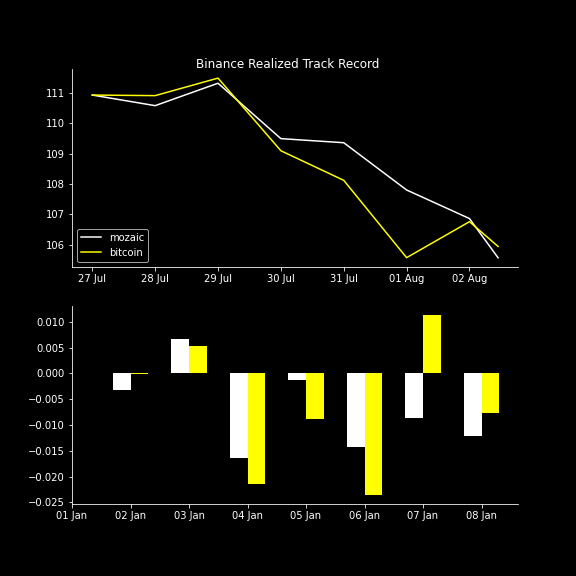 Binance Realized Track Record
111
110
109
108
107
106
mozaic
bitcoin
27 Jul 28 Jul 29 Jul 30 Jul 31 Jul 01 Aug 02 Aug
0.010
0.005
0.000
−0.005
−0.010
−0.015
−0.020
−0.025
01 Jan 02 Jan 03 Jan 04 Jan 05 Jan 06 Jan 07 Jan 08 Jan